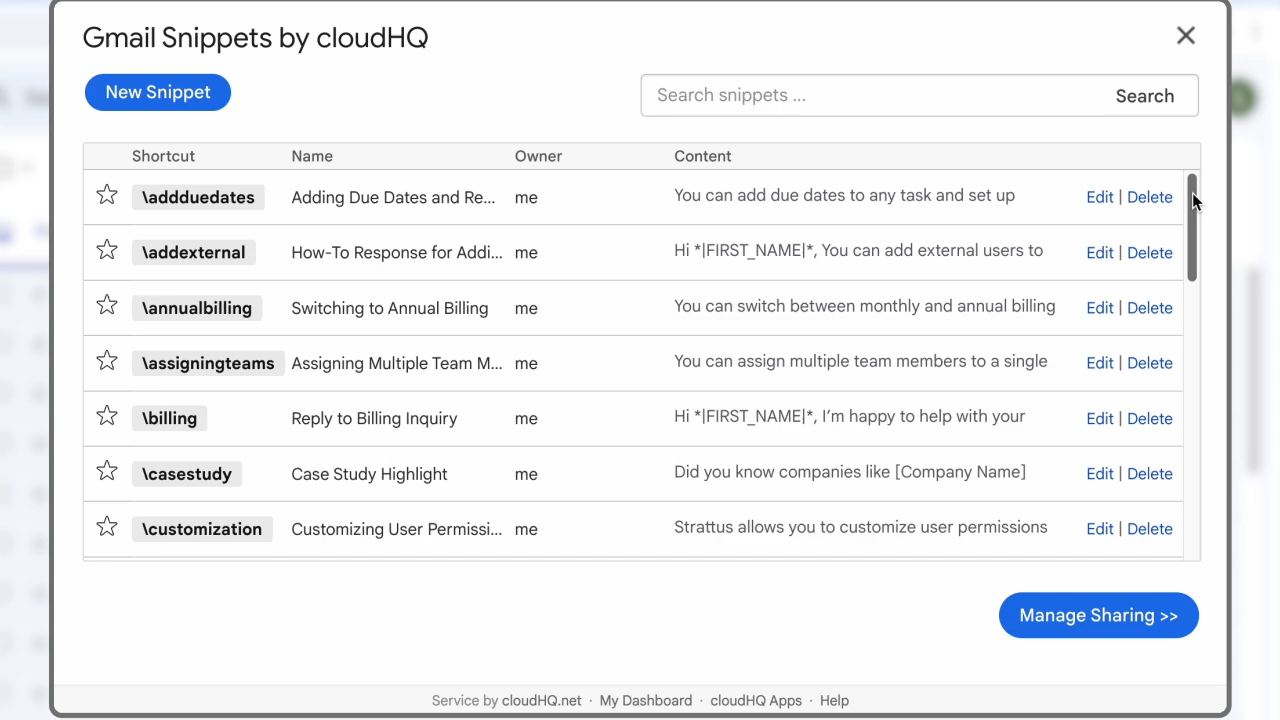 Gmail Snippets by cloudHQ
New Snippet
Search snippets ...
Search
Shortcut Name Owner Content
\addduedates Adding Due Dates and Re... me You can add due dates to any task and set up Edit | Delete
\addexternal How-To Response for Addi... me Hi *|FIRST_NAME|*, You can add external users to Edit | Delete
\annualbilling Switching to Annual Billing me You can switch between monthly and annual billing Edit | Delete
\assigningteams Assigning Multiple Team M... me You can assign multiple team members to a single Edit | Delete
\billing Reply to Billing Inquiry me Hi *|FIRST_NAME|*, I’m happy to help with your Edit | Delete
\casestudy Case Study Highlight me Did you know companies like [Company Name] Edit | Delete
\customization Customizing User Permissi... me Strattus allows you to customize user permissions Edit | Delete
Manage Sharing >>
Service by cloudHQ.net · My Dashboard · cloudHQ Apps · Help